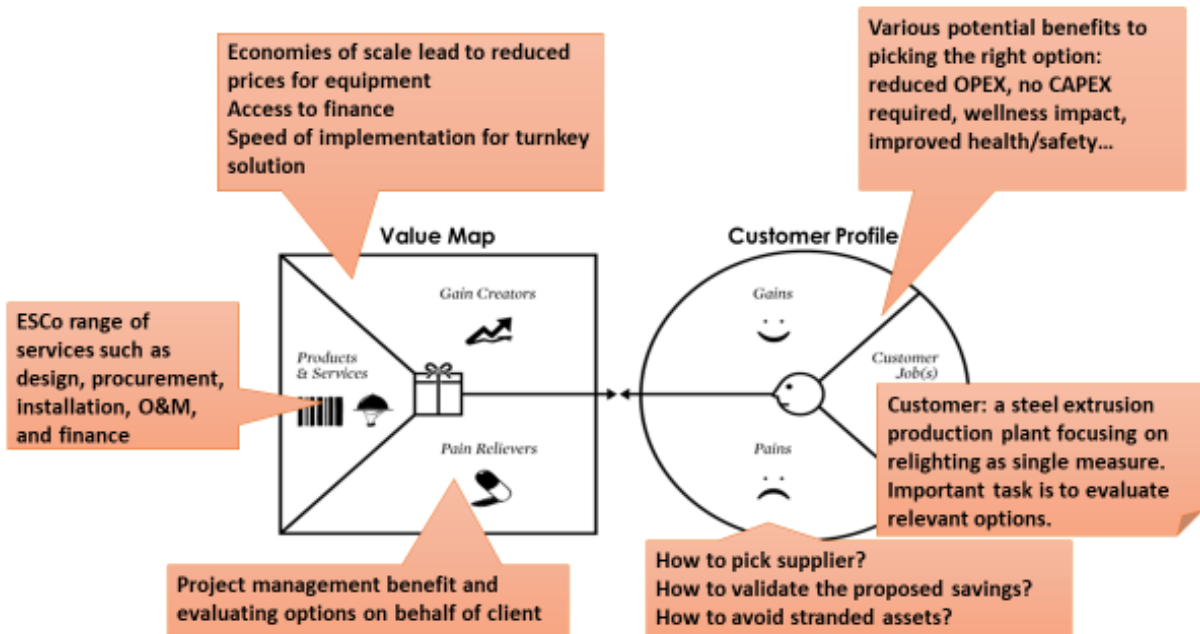 Economies of scale lead to reduced
prices for equipment
Access to finance
Speed of implementation for turnkey
solution
Various potential benefits to
picking the right option:
reduced OPEX, no CAPEX
required, wellness impact,
improved health/safety...
Value Map
Customer Profile
Gain Creators
Gains
ESCo range of
services such as
design, procurement,
installation, O&M,
and finance
Products
& Services
Customer
Job(s)
Customer: a steel extrusion
production plant focusing on
relighting as single measure.
Important task is to evaluate
relevant options.
Pain Relievers
Pains
Project management benefit and
evaluating options on behalf of client
How to pick supplier?
How to validate the proposed savings?
How to avoid stranded assets?